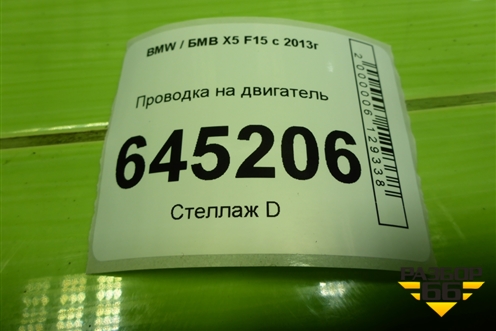 BMW / БМВ X5 F15 с 2013г
Проводка на двигатель
645206
Стеллаж D
2000006129338
РАЗБОР
66